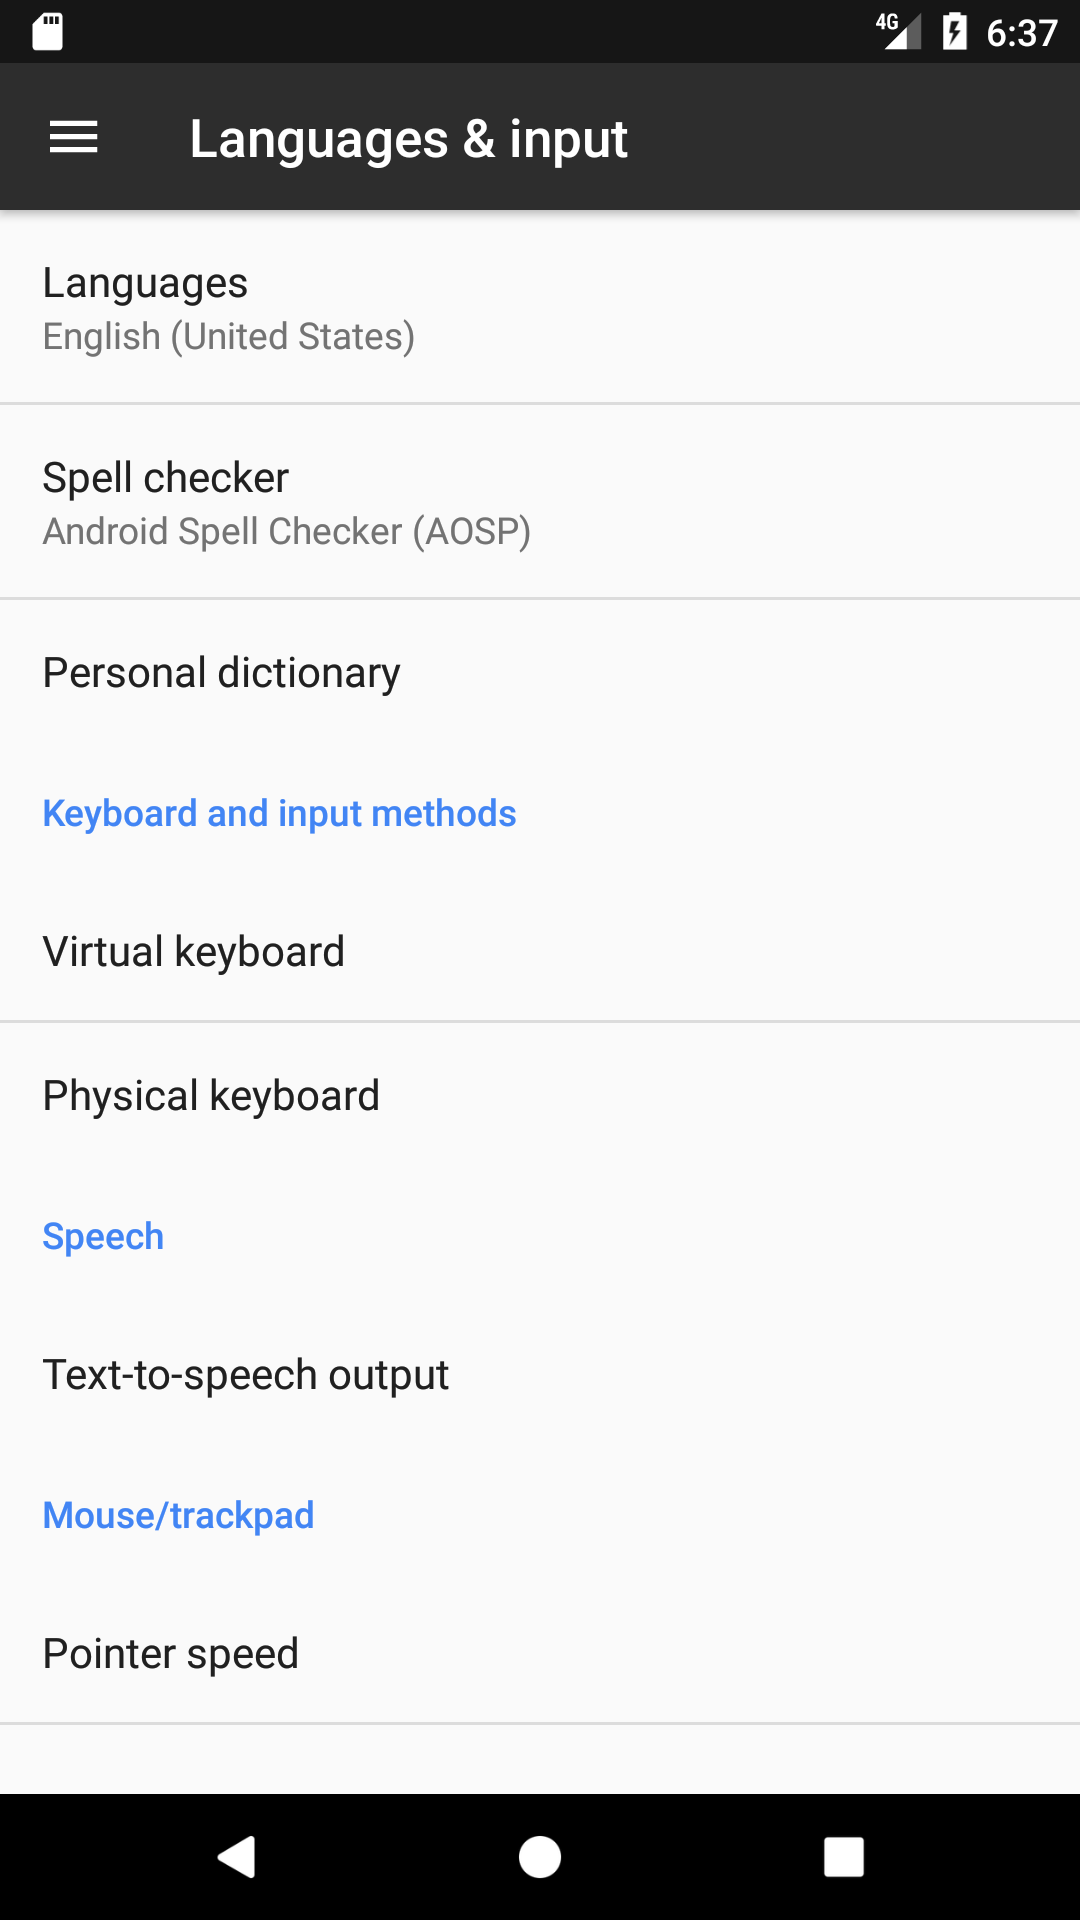 4G 6:37
Languages & input
Languages
English (United States)
Spell checker
Android Spell Checker (AOSP)
Personal dictionary
Keyboard and input methods
Virtual keyboard
Physical keyboard
Speech
Text-to-speech output
Mouse/trackpad
Pointer speed